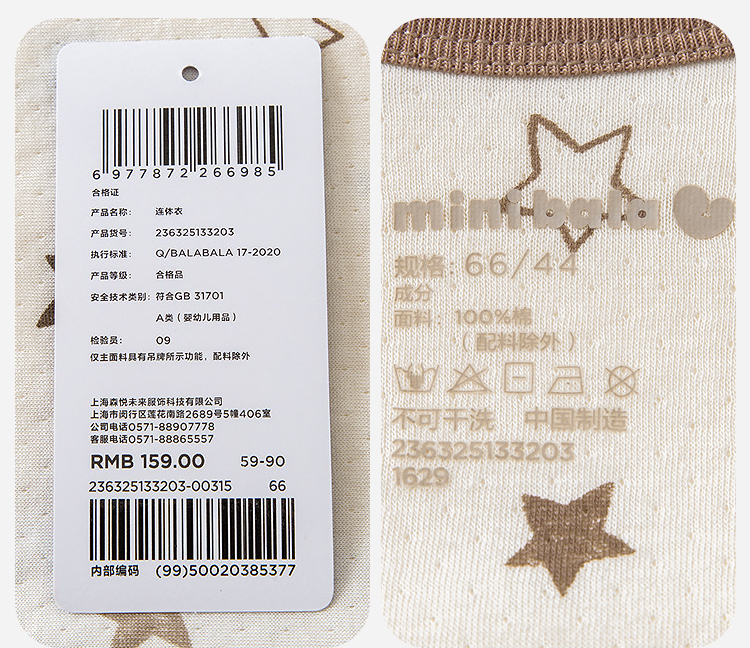 6 977872 266985
合格证
产品名称： 连体衣
产品货号： 236325133203
执行标准： Q/BALABALA 17-2020
产品等级： 合格品
安全技术类别：符合GB 31701
A类（婴幼儿用品）
检验员： 09
仅主面料具有吊牌所示功能，配料除外
上海森悦未来服饰科技有限公司
上海市闵行区莲花南路2689号5幢406室
公司电话0571-88907778
客服电话0571-88865557
RMB 159.00 59-90
236325133203-00315 66
内部编码 (99)50020385377
minibala
规格：66/44
成分
面料：100%棉
（配料除外）
不可干洗 中国制造
236325133203
1629